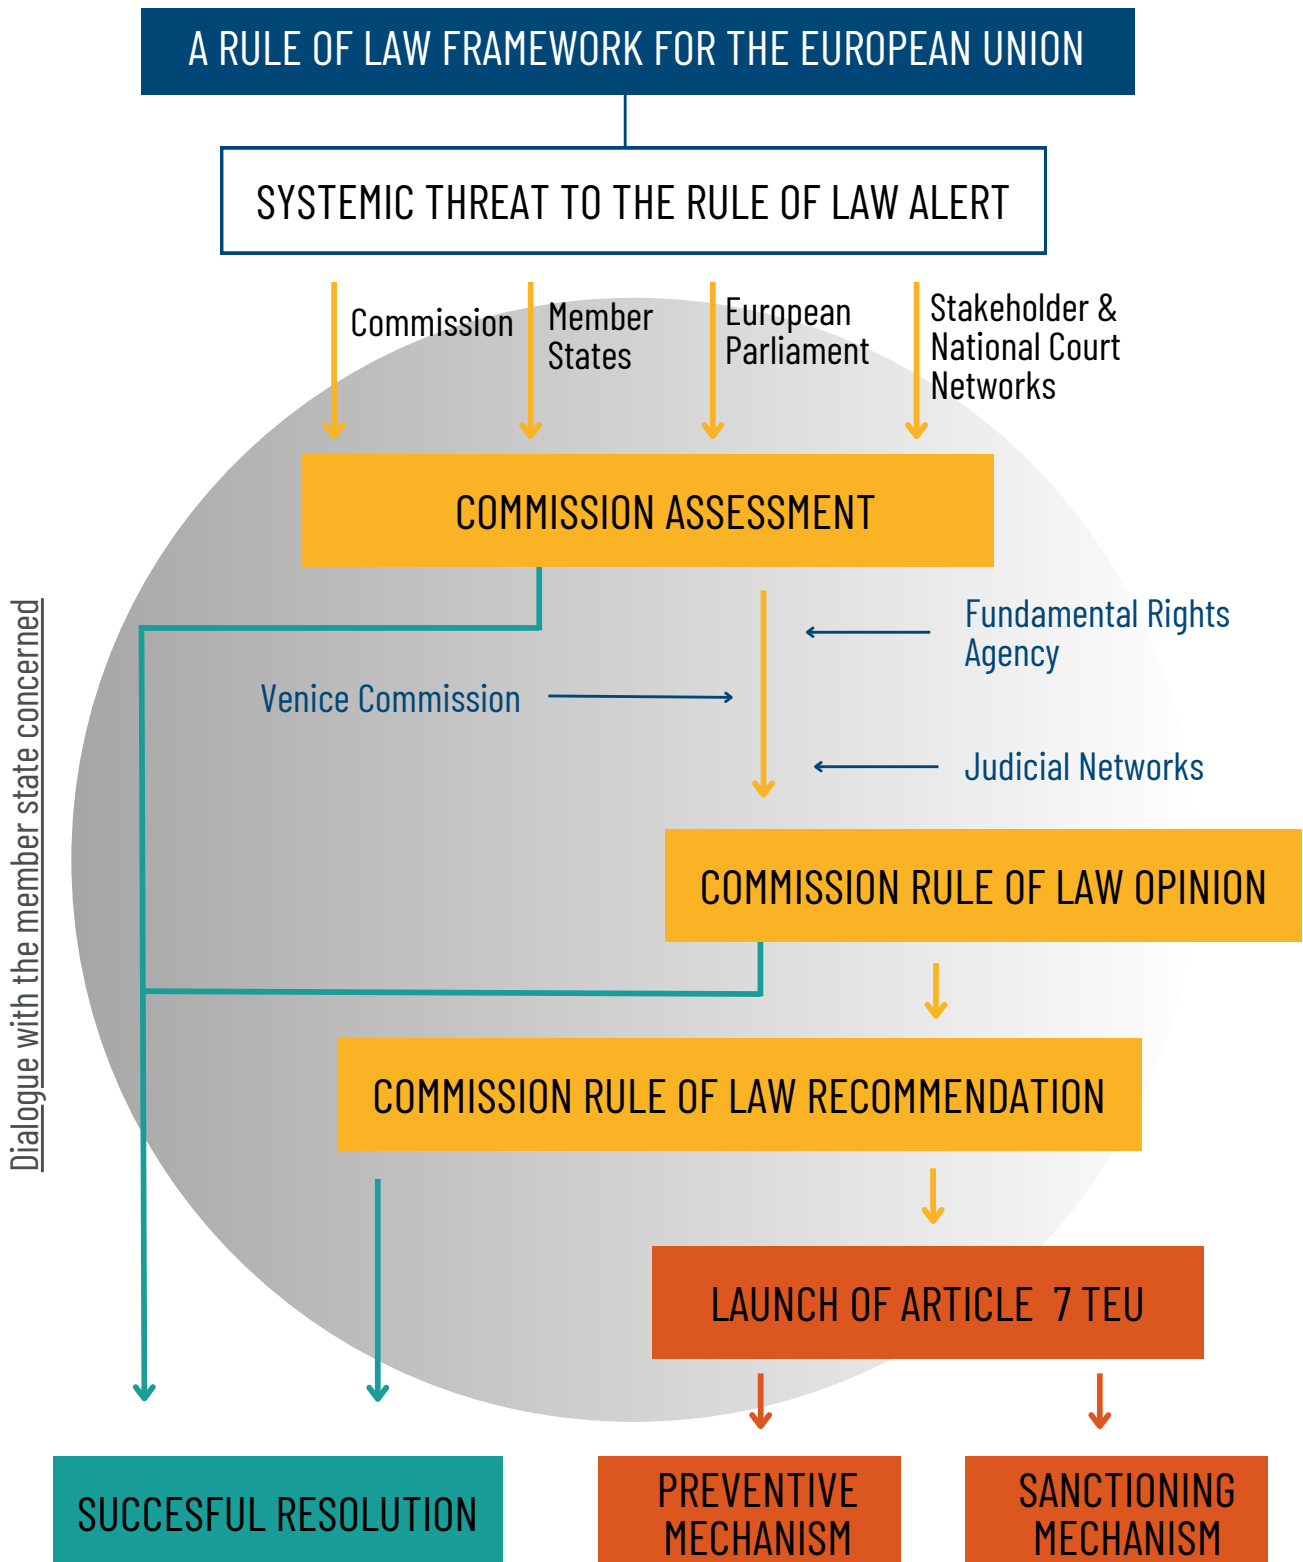 A RULE OF LAW FRAMEWORK FOR THE EUROPEAN UNION
SYSTEMIC THREAT TO THE RULE OF LAW ALERT
Commission
Member
States
European
Parliament
Stakeholder &
National Court
Networks
COMMISSION ASSESSMENT
Dialogue with the member state concerned
Fundamental Rights
Agency
Venice Commission
Judicial Networks
COMMISSION RULE OF LAW OPINION
COMMISSION RULE OF LAW RECOMMENDATION
LAUNCH OF ARTICLE 7 TEU
SUCCESFUL RESOLUTION
PREVENTIVE
MECHANISM
SANCTIONING
MECHANISM